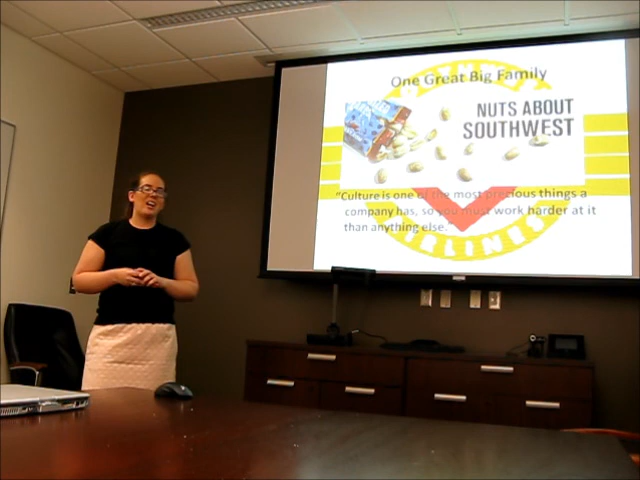 One Great Big Family
NUTS ABOUT
SOUTHWEST
"Culture is one of the most precious things a
company has, so you must work harder at it
than anything else.
AIRLINES